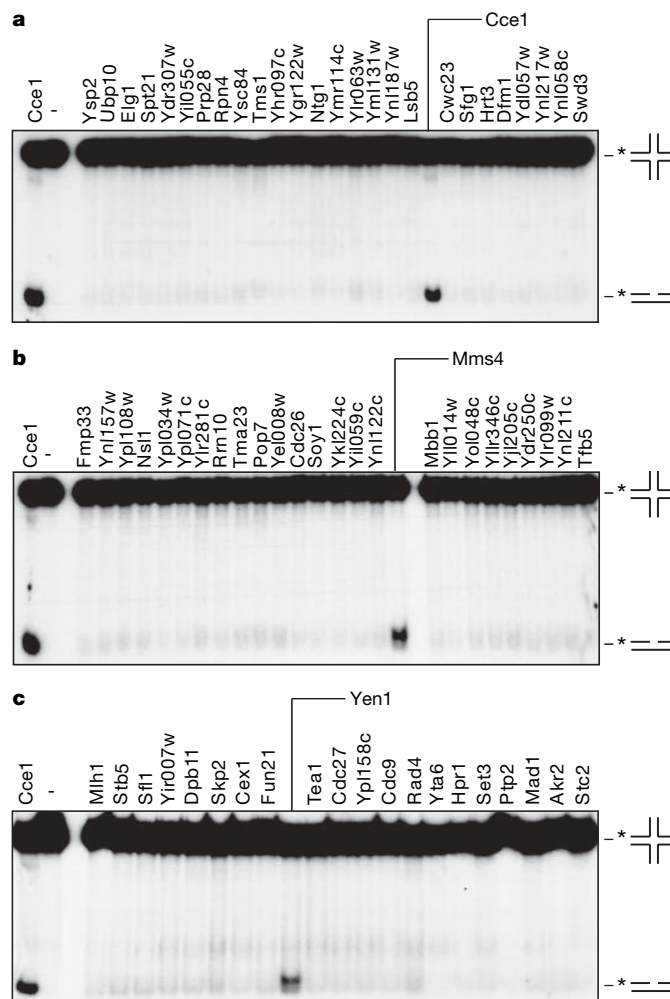 a
Cce1
Cce1
–
Ysp2
Ubp10
Elg1
Spt21
Ydr307w
Yil055c
Prp28
Rpn4
Ysc84
Tms1
Yhr097c
Ygr122w
Ntg1
Ymr114c
Ylr063w
Yml131w
Ynl187w
Lsb5
Cwc23
Sfg1
Hrt3
Dfm1
Ydl057w
Ynl217w
Ynl058c
Swd3
– *
– *
b
Mms4
Cce1
–
Fmp33
Ynl157w
Ypl108w
Nsl1
Ypl034w
Ypl071c
Ylr281c
Rrn10
Tma23
Pop7
Yel008w
Cdc26
Soy1
Ykl224c
Yil059c
Ynl122c
Mbb1
Yll014w
Yol048c
Yllr346c
Yjl205c
Ydr250c
Ylr099w
Ynl211c
Tfb5
– *
– *
c
Yen1
Cce1
–
Mlh1
Stb5
Sfl1
Yir007w
Dpb11
Skp2
Cex1
Fun21
Tea1
Cdc27
Ypl158c
Cdc9
Rad4
Yta6
Hpr1
Set3
Ptp2
Mad1
Akr2
Stc2
– *
– *